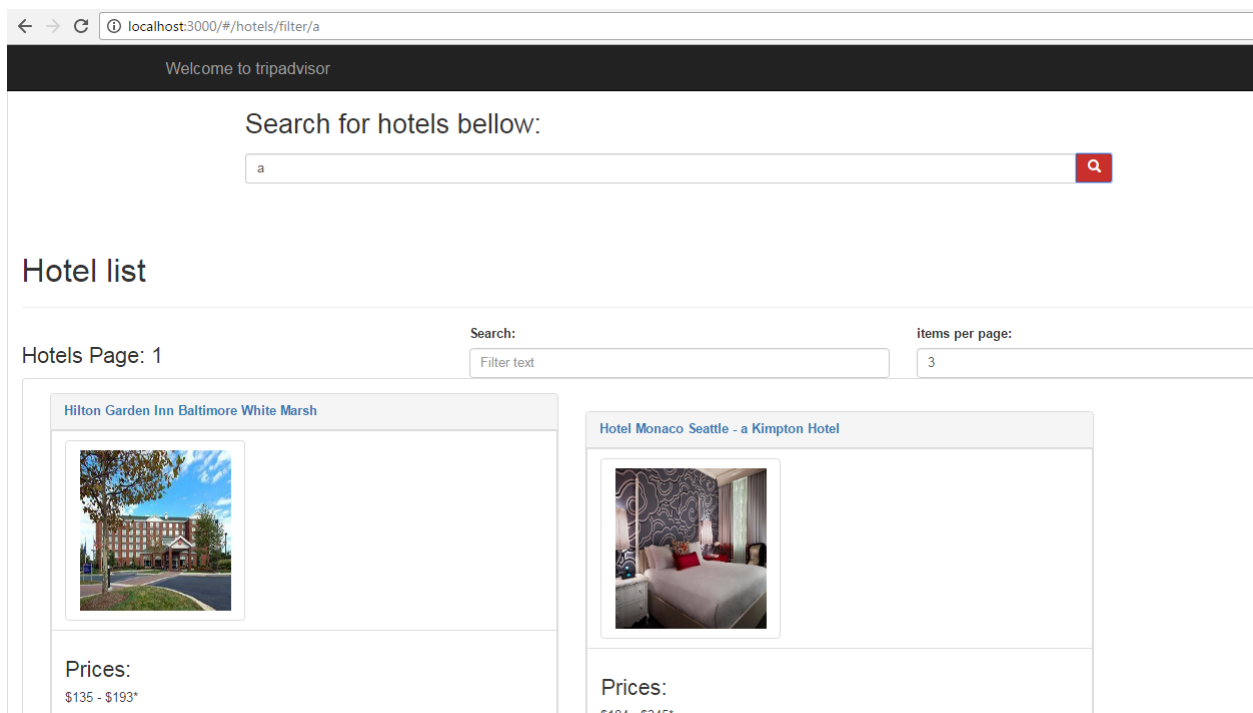 localhost:3000/#/hotels/filter/a
Welcome to tripadvisor
Search for hotels bellow:
a
Hotel list
Hotels Page: 1
Search:
Filter text
items per page:
3
Hilton Garden Inn Baltimore White Marsh
Prices:
$135 - $193*
Hotel Monaco Seattle - a Kimpton Hotel
Prices: